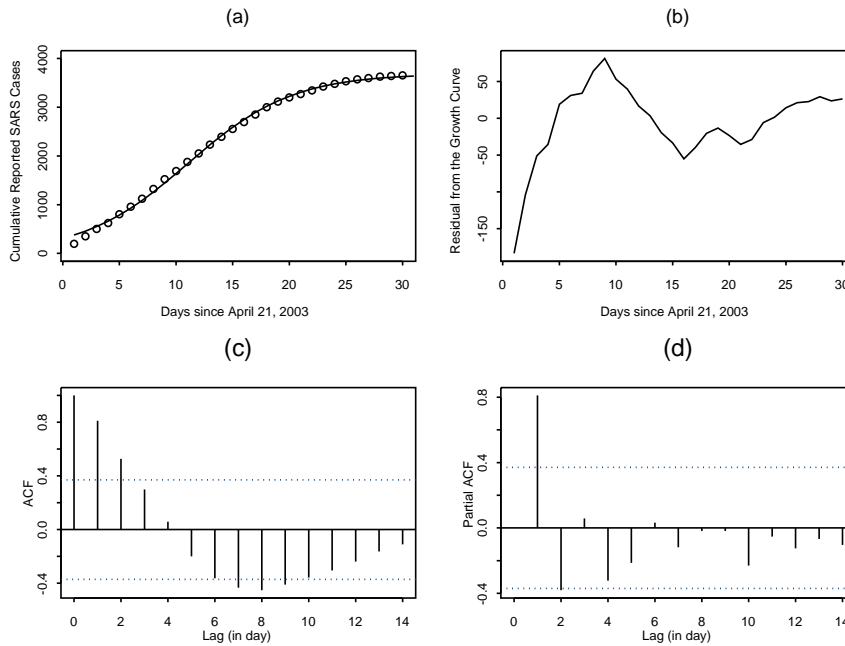 (a)
Cumulative Reported SARS Cases
4000
3000
2000
1000
0
0 5 10 15 20 25 30
Days since April 21, 2003
(b)
Residual from the Growth Curve
50
0
-50
-150
0 5 10 15 20 25 30
Days since April 21, 2003
(c)
ACF
0.8
0.4
0.0
-0.4
0 2 4 6 8 10 12 14
Lag (in day)
(d)
Partial ACF
0.8
0.4
0.0
-0.4
0 2 4 6 8 10 12 14
Lag (in day)